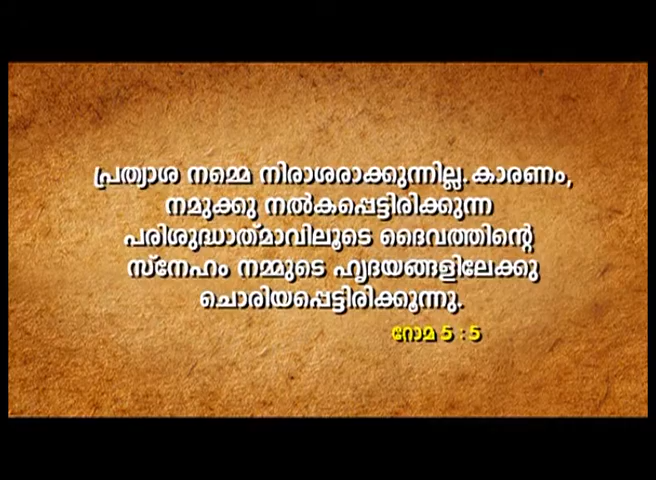 പ്രത്യാശ നമ്മെ നിരാശരാക്കുന്നില്ല. കാരണം,
നമുക്കു നൽകപ്പെട്ടിരിക്കുന്ന
പരിശുദ്ധാത്മാവിലൂടെ ദൈവത്തിന്റെ
സ്നേഹം നമ്മുടെ ഹൃദയങ്ങളിലേക്കു
ചൊരിയപ്പെട്ടിരിക്കൂന്നു.
റോമ 5 : 5